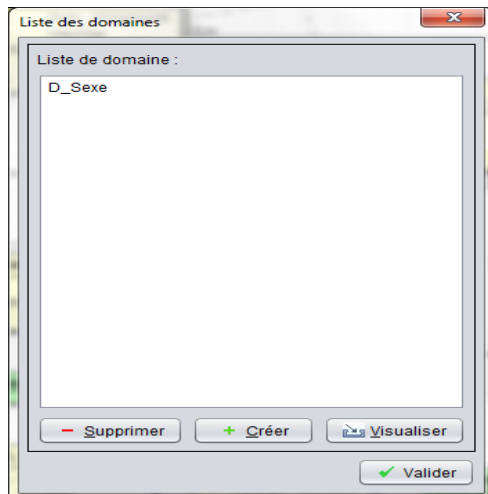 Liste des domaines
Liste de domaine :
D_Sexe
Supprimer Créer Visualiser
Valider